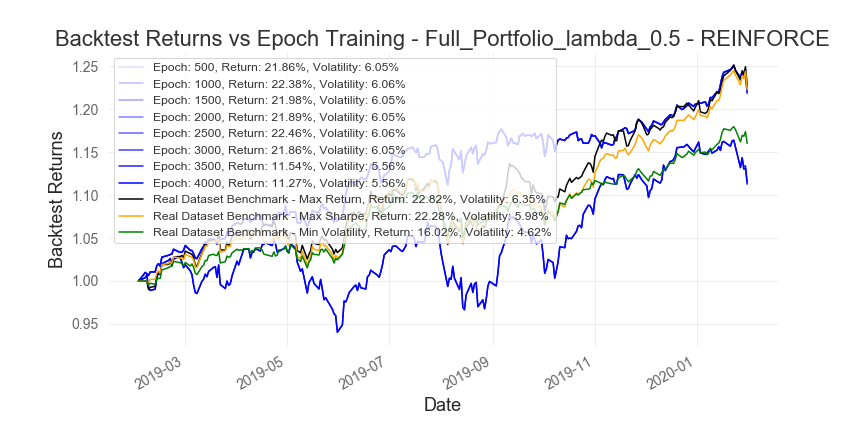 Backtest Returns vs Epoch Training - Full_Portfolio_lambda_0.5 - REINFORCE
Epoch: 500, Return: 21.86%, Volatility: 6.05%
Epoch: 1000, Return: 22.38%, Volatility: 6.06%
Epoch: 1500, Return: 21.98%, Volatility: 6.05%
Epoch: 2000, Return: 21.89%, Volatility: 6.05%
Epoch: 2500, Return: 22.46%, Volatility: 6.06%
Epoch: 3000, Return: 21.86%, Volatility: 6.05%
Epoch: 3500, Return: 11.54%, Volatility: 5.56%
Epoch: 4000, Return: 11.27%, Volatility: 5.56%
Real Dataset Benchmark - Max Return, Return: 22.82%, Volatility: 6.35%
Real Dataset Benchmark - Max Sharpe, Return: 22.28%, Volatility: 5.98%
Real Dataset Benchmark - Min Volatility, Return: 16.02%, Volatility: 4.62%
Backtest Returns
1.25
1.20
1.15
1.10
1.05
1.00
0.95
2019-03
2019-05
2019-07
2019-09
2019-11
2020-01
Date